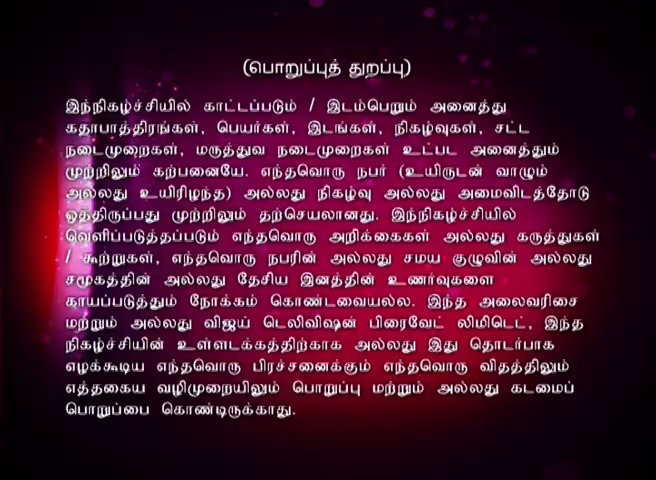 (பொறுப்புத் துறப்பு)
இந்நிகழ்ச்சியில் காட்டப்படும் / இடம்பெறும் அனைத்து
கதாபாத்திரங்கள், பெயர்கள், இடங்கள், நிகழ்வுகள், சட்ட
நடைமுறைகள், மருத்துவ நடைமுறைகள் உட்பட அனைத்தும்
முற்றிலும் கற்பனையே. எந்தவொரு நபர் (உயிருடன் வாழும்
அல்லது உயிரிழந்த) அல்லது நிகழ்வு அல்லது அமைவிடத்தோடு
ஒத்திருப்பது முற்றிலும் தற்செயலானது. இந்நிகழ்ச்சியில்
வெளிப்படுத்தப்படும் எந்தவொரு அறிக்கைகள் அல்லது கருத்துகள்
/ கூற்றுகள், எந்தவொரு நபரின் அல்லது சமய குழுவின் அல்லது
சமூகத்தின் அல்லது தேசிய இனத்தின் உணர்வுகளை
காயப்படுத்தும் நோக்கம் கொண்டவையல்ல. இந்த அலைவரிசை
மற்றும் அல்லது விஜய் டெலிவிஷன் பிரைவேட் லிமிடெட், இந்த
நிகழ்ச்சியின் உள்ளடக்கத்திற்காக அல்லது இது தொடர்பாக
எழக்கூடிய எந்தவொரு பிரச்சனைக்கும் எந்தவொரு விதத்திலும்
எத்தகைய வழிமுறையிலும் பொறுப்பு மற்றும் அல்லது கடமைப்
பொறுப்பை கொண்டிருக்காது.